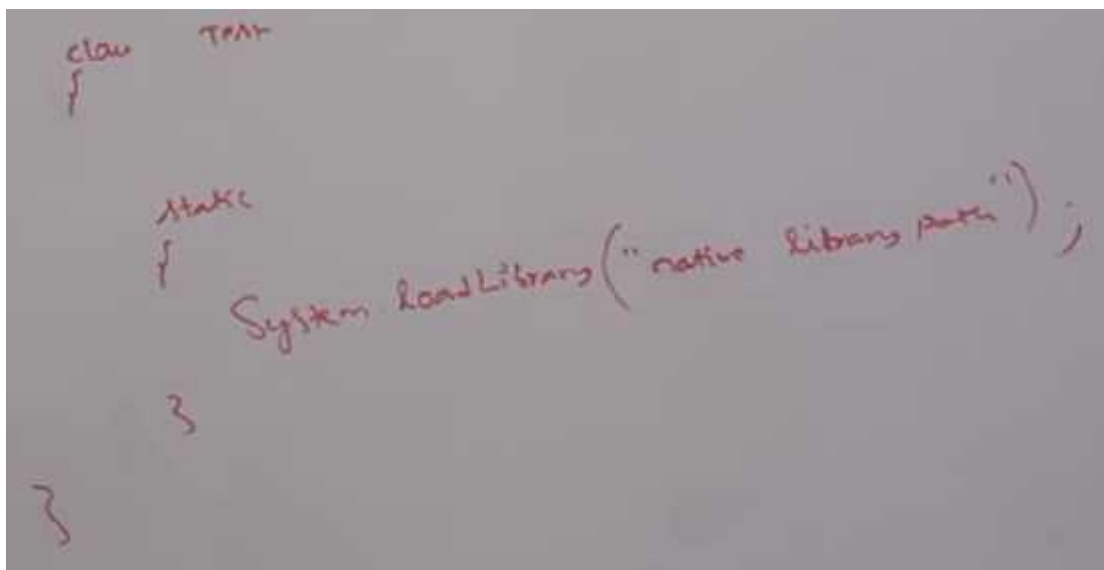 class Test
{
static
{
System.loadLibrary("native library path");
}
}